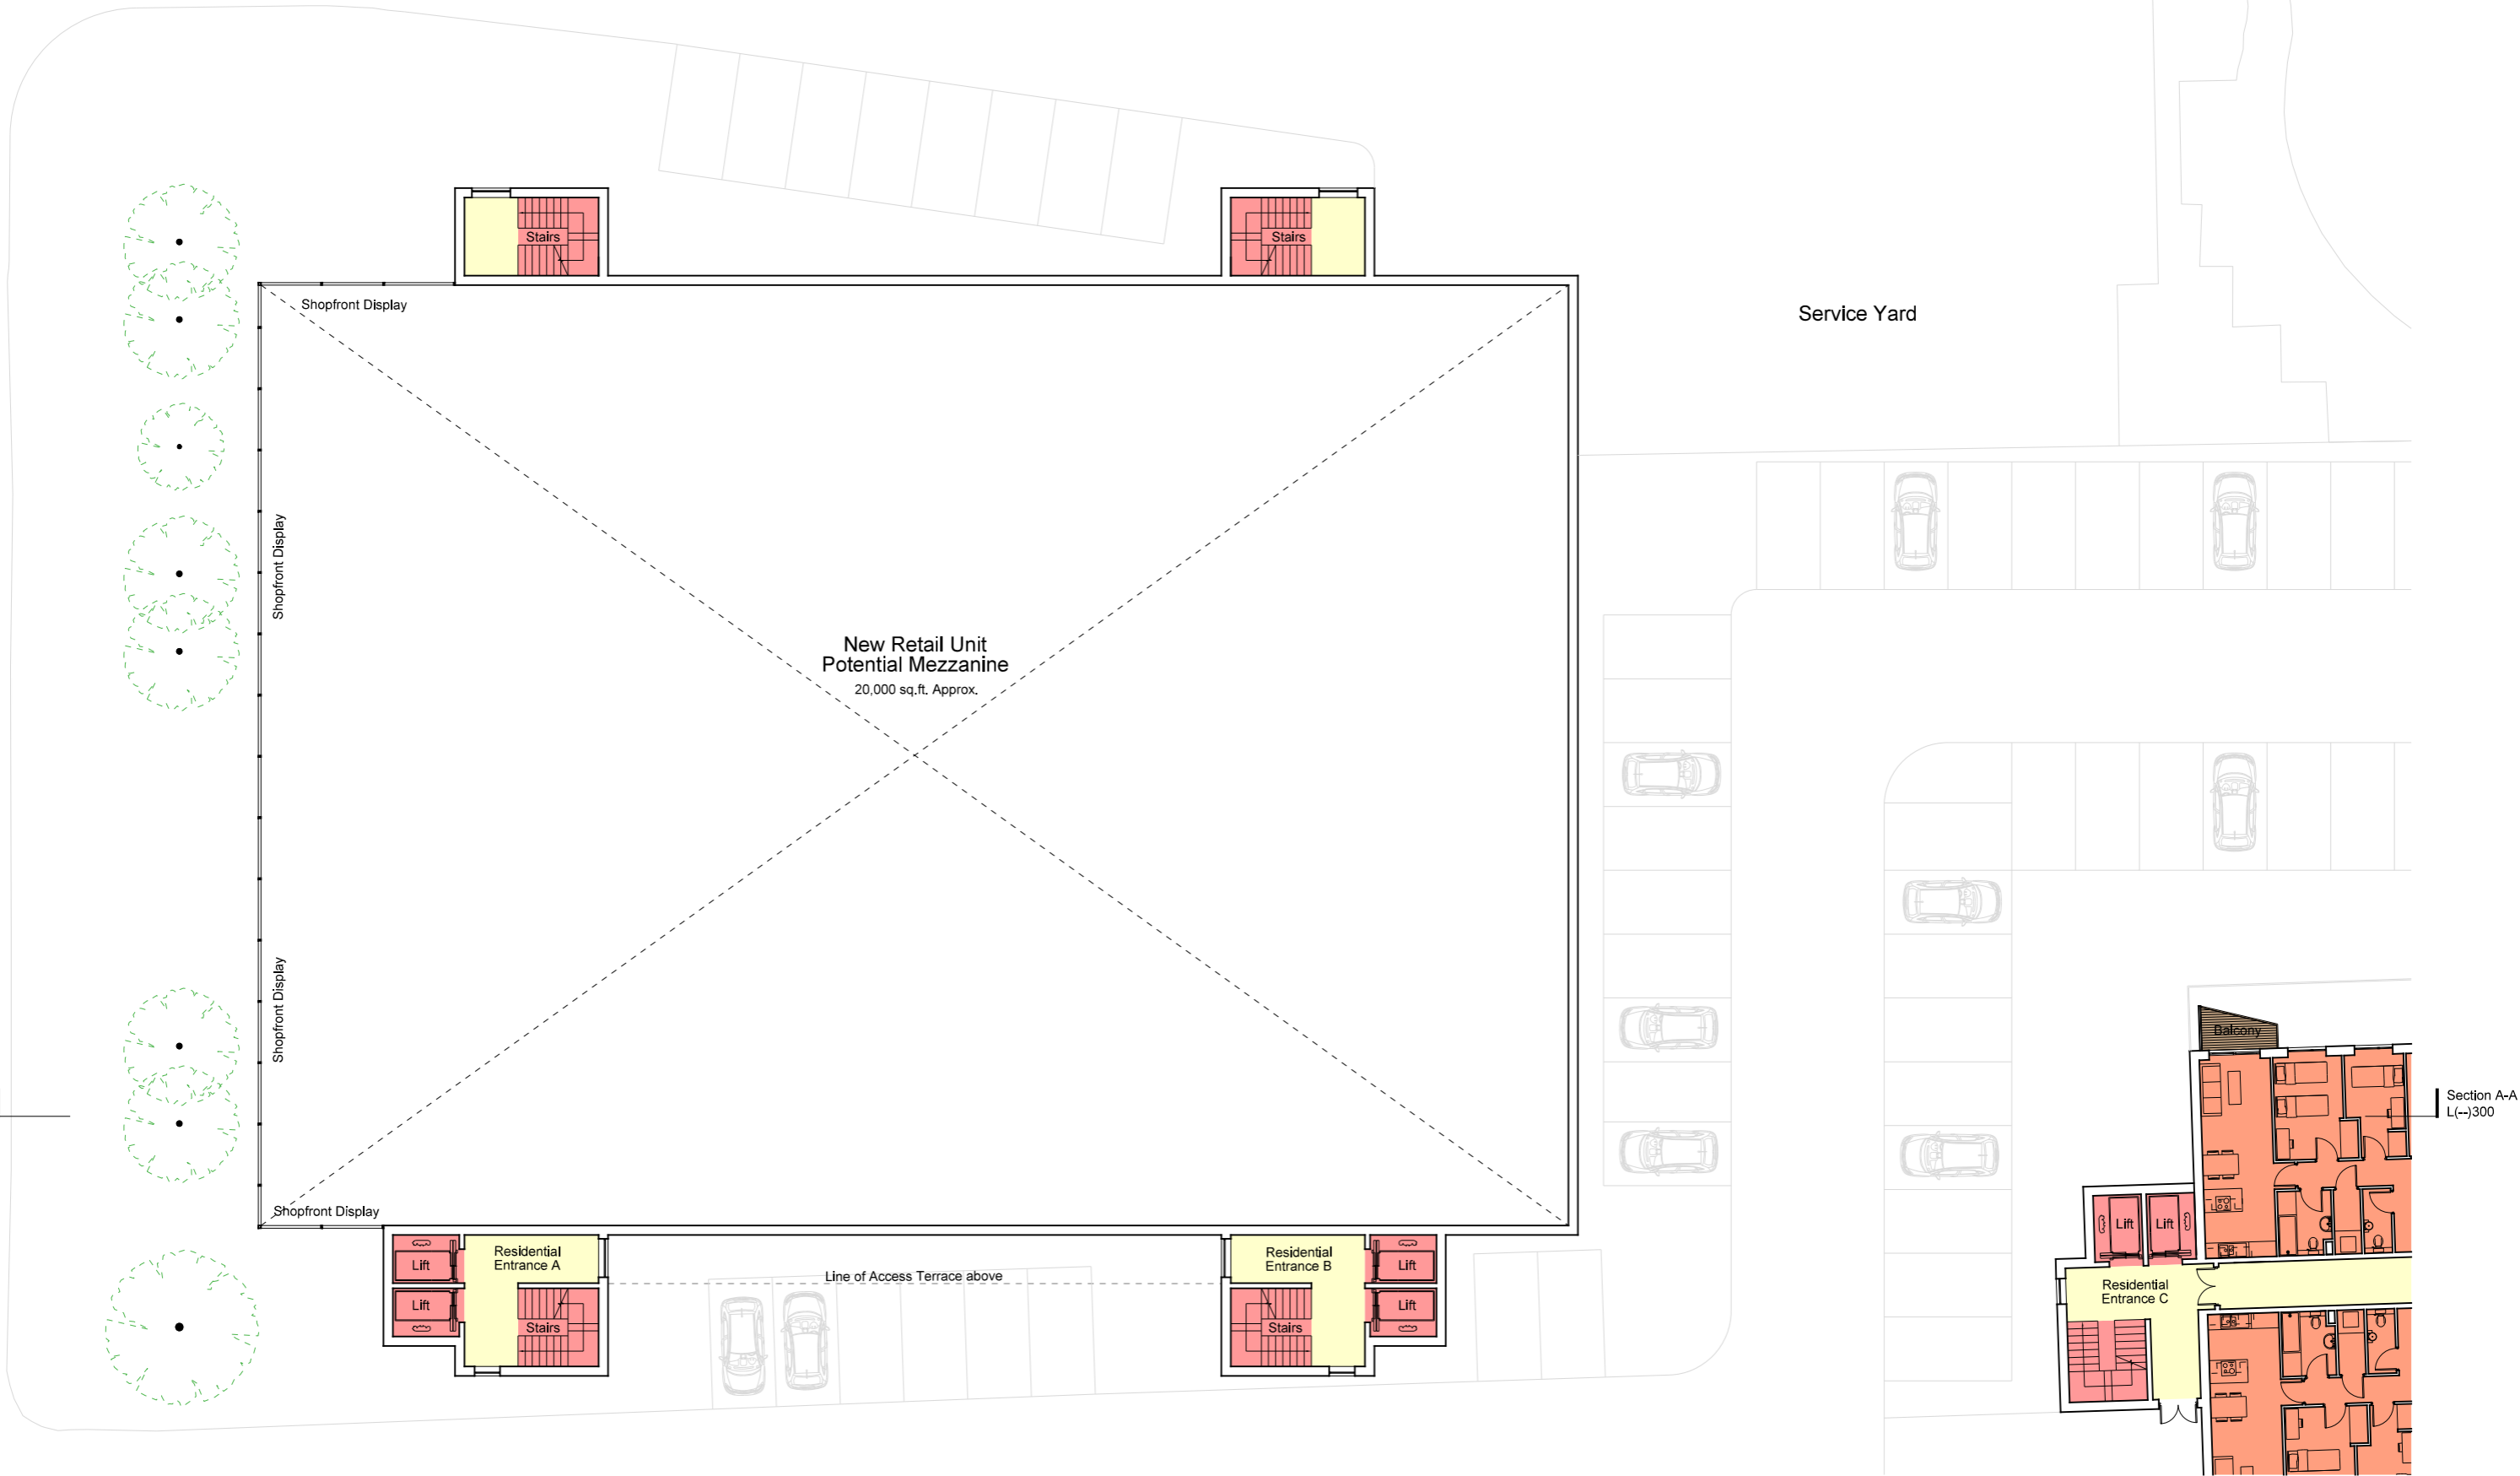 Stairs
Stairs
Shopfront Display
Service Yard
Shopfront Display
New Retail Unit
Potential Mezzanine
20,000 sq.ft. Approx.
Shopfront Display
Balcony
Section A-A
L(--)300
Shopfront Display
Lift
Lift
Residential
Entrance A
Lift
Lift
Stairs
Line of Access Terrace above
Residential
Entrance B
Lift
Lift
Stairs
Residential
Entrance C